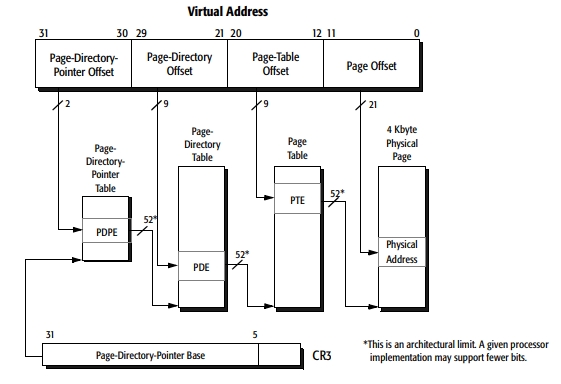 Virtual Address
31 30 29 21 20 12 11 0
Page-Directory-
Pointer Offset
Page-Directory
Offset
Page-Table
Offset
Page Offset
2
9
9
21
Page-
Directory-
Pointer
Table
Page-
Directory
Table
Page
Table
4 Kbyte
Physical
Page
PDPE
52*
PDE
52*
PTE
52*
Physical
Address
31 5
Page-Directory-Pointer Base
CR3
*This is an architectural limit. A given processor
implementation may support fewer bits.